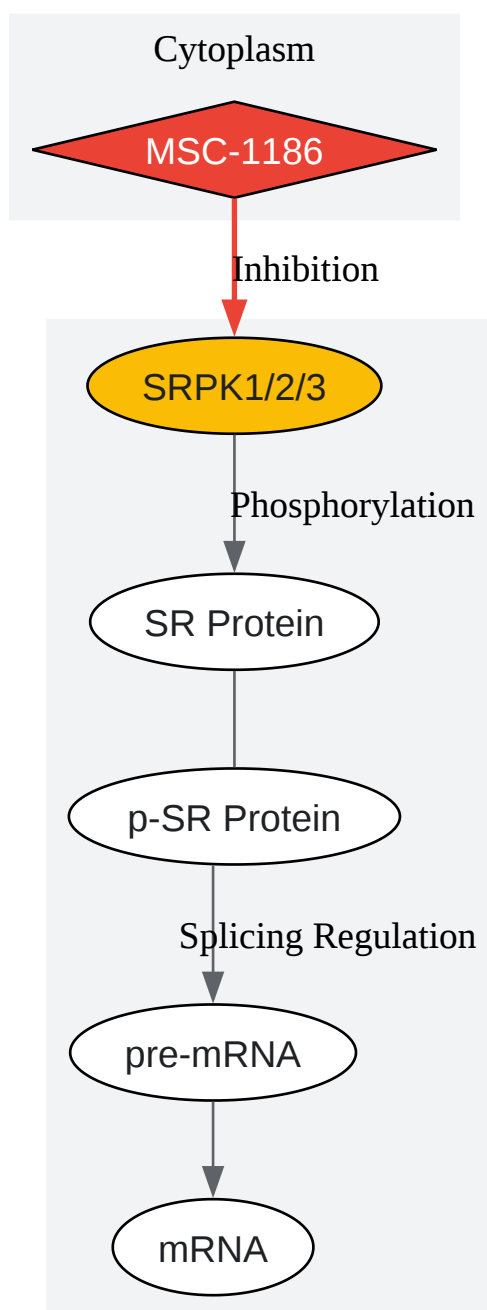 Cytoplasm
MSC-1186
Inhibition
SRPK1/2/3
Phosphorylation
SR Protein
p-SR Protein
Splicing Regulation
pre-mRNA
mRNA